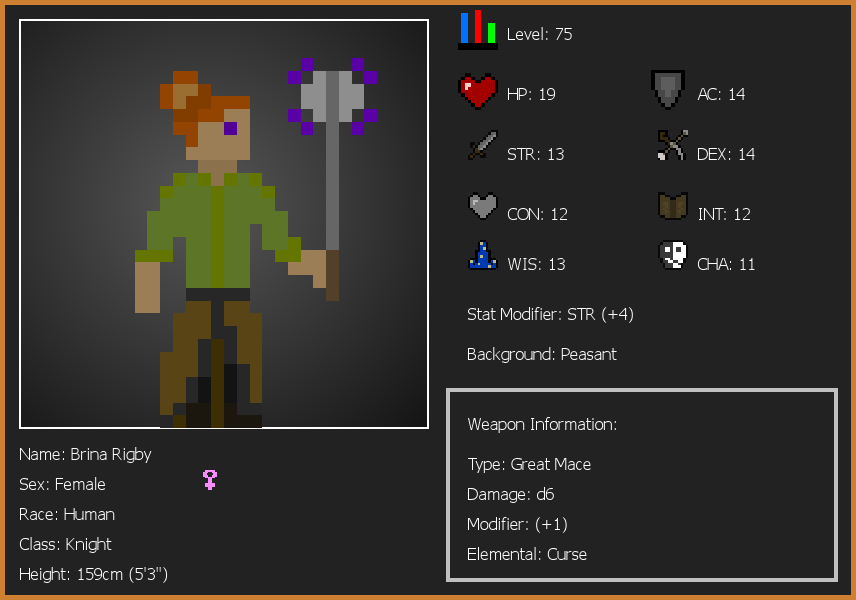 Level: 75
HP: 19
AC: 14
STR: 13
DEX: 14
CON: 12
INT: 12
WIS: 13
CHA: 11
Stat Modifier: STR (+4)
Background: Peasant
Weapon Information:
Type: Great Mace
Damage: d6
Modifier: (+1)
Elemental: Curse
Name: Brina Rigby
Sex: Female
Race: Human
Class: Knight
Height: 159cm (5'3")